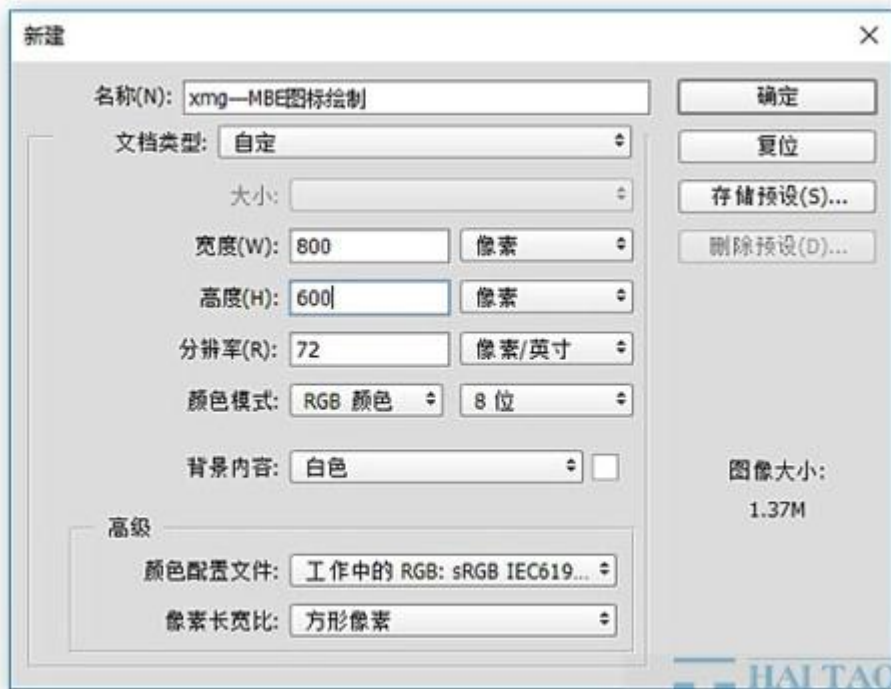 新建
名称(N): xmg—MBE图标绘制 确定
文档类型: 自定 复位
大小: 存储预设(S)...
宽度(W): 800 像素 删除预设(D)...
高度(H): 600 像素
分辨率(R): 72 像素/英寸
颜色模式: RGB 颜色 8 位
背景内容: 白色
图像大小:
1.37M
高级
颜色配置文件: 工作中的 RGB: sRGB IEC619...
像素长宽比: 方形像素
HAI TAO